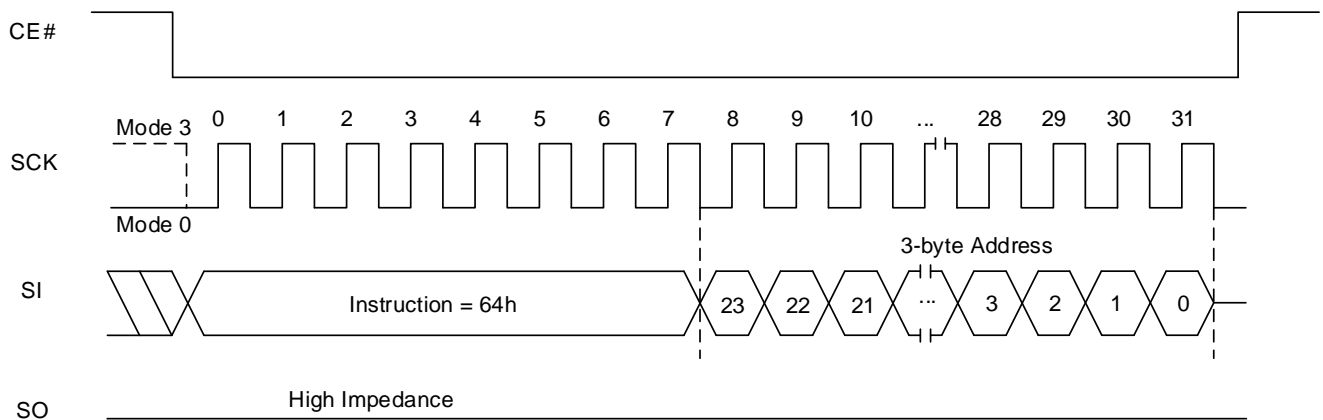 CE#
Mode 3 0 1 2 3 4 5 6 7 8 9 10 ... 28 29 30 31
SCK
Mode 0
3-byte Address
SI Instruction = 64h 23 22 21 ... 3 2 1 0
High Impedance
SO